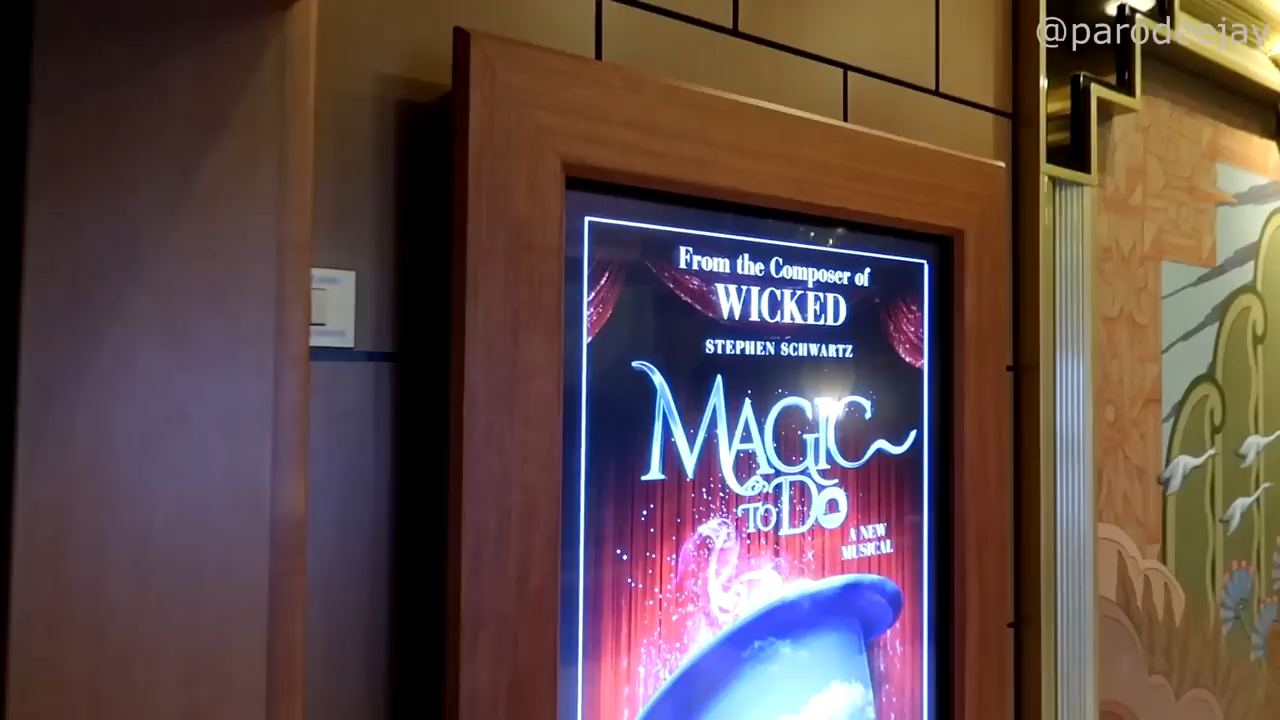 @parodeejay
From the Composer of
WICKED
STEPHEN SCHWARTZ
MAGIC
TO DO
A NEW
MUSICAL